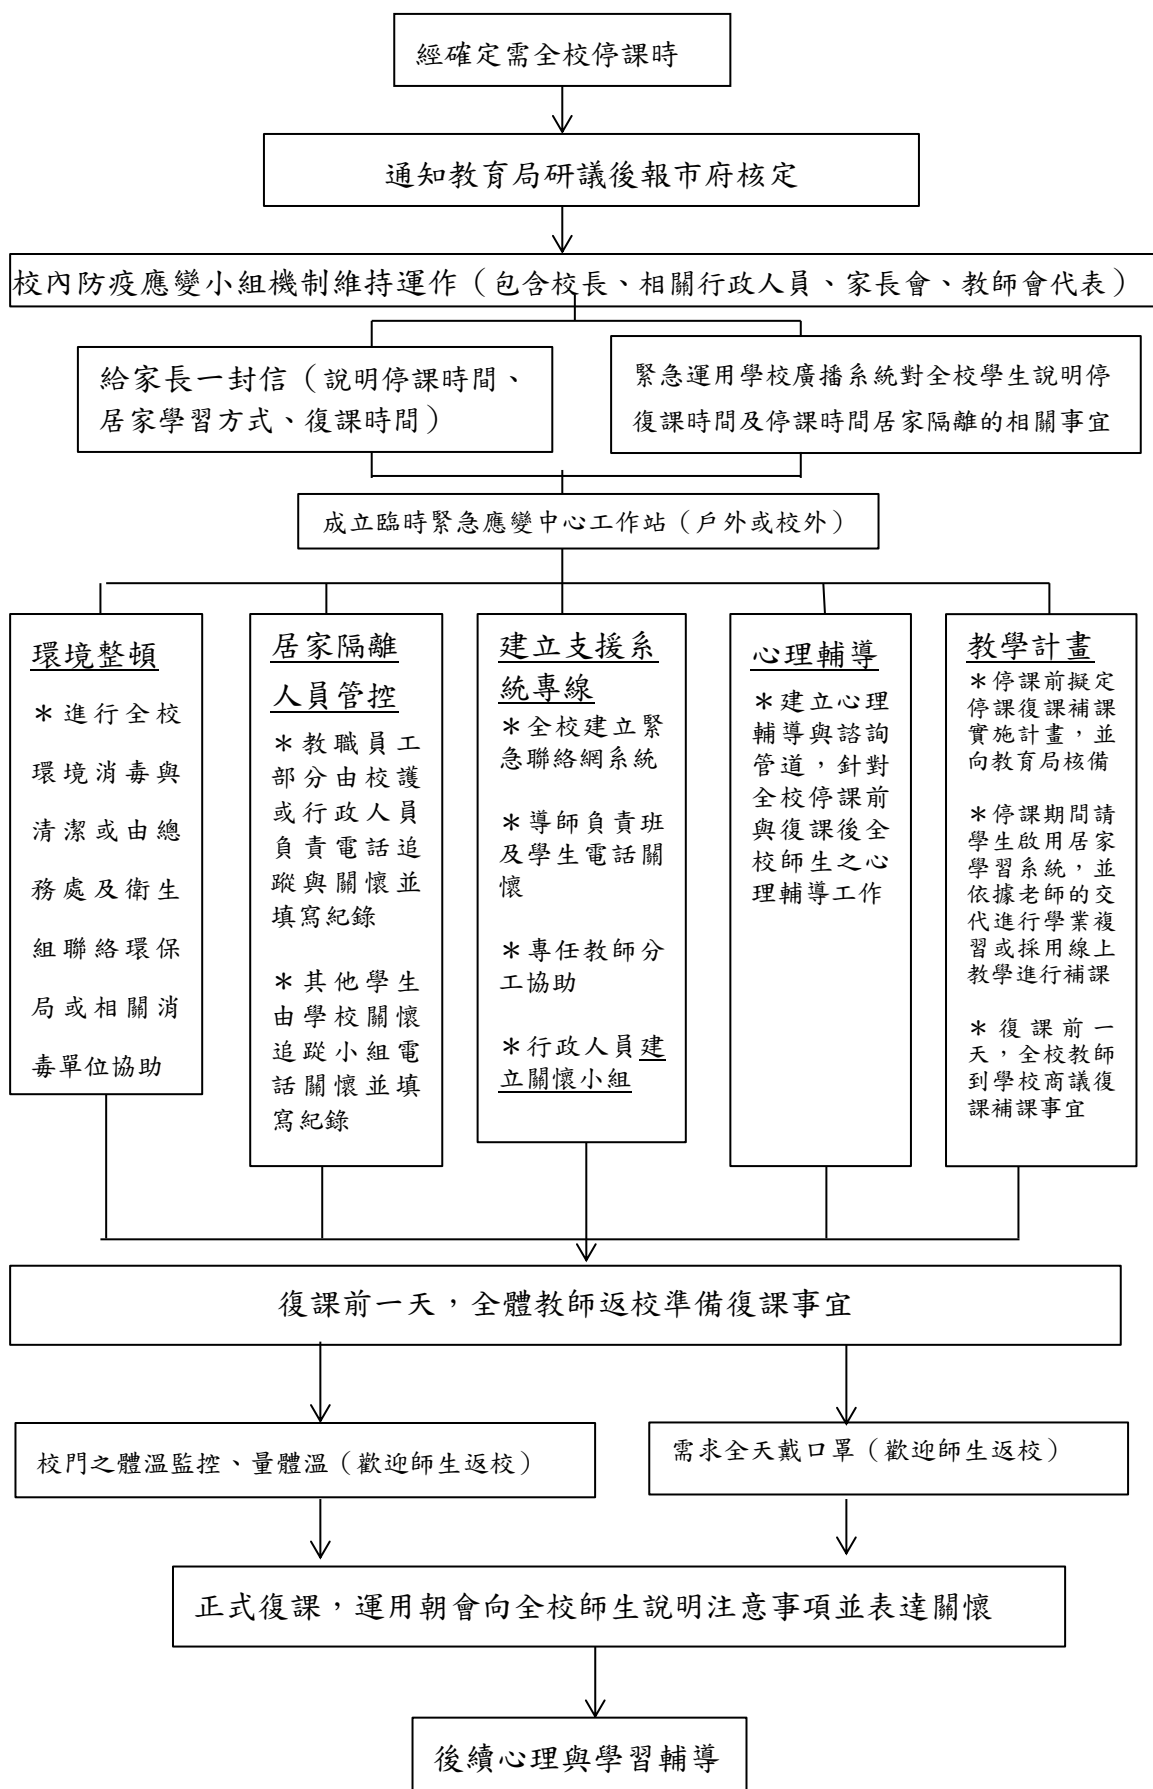 經確定需全校停課時
通知教育局研議後報市府核定
校內防疫應變小組機制維持運作（包含校長、相關行政人員、家長會、教師會代表）
給家長一封信（說明停課時間、
居家學習方式、復課時間）
緊急運用學校廣播系統對全校學生說明停
復課時間及停課時間居家隔離的相關事宜
成立臨時緊急應變中心工作站（戶外或校外）
環境整頓
＊進行全校
環境消毒與
清潔或由總
務處及衛生
組聯絡環保
局或相關消
毒單位協助
居家隔離
人員管控
＊教職員工
部分由校護
或行政人員
負責電話追
蹤與關懷並
填寫紀錄
＊其他學生
由學校關懷
追蹤小組電
話關懷並填
寫紀錄
建立支援系
統專線
＊全校建立緊
急聯絡網系統
＊導師負責班
及學生電話關
懷
＊專任教師分
工協助
＊行政人員建
立關懷小組
心理輔導
＊建立心理
輔導與諮詢
管道，針對
全校停課前
與復課後全
校師生之心
理輔導工作
教學計畫
＊停課前擬定
停課復課補課
實施計畫，並
向教育局核備
＊停課期間請
學生啟用居家
學習系統，並
依據老師的交
代進行學業複
習或採用線上
教學進行補課
＊復課前一
天，全校教師
到學校商議復
課補課事宜
復課前一天，全體教師返校準備復課事宜
校門之體溫監控、量體溫（歡迎師生返校）
需求全天戴口罩（歡迎師生返校）
正式復課，運用朝會向全校師生說明注意事項並表達關懷
後續心理與學習輔導